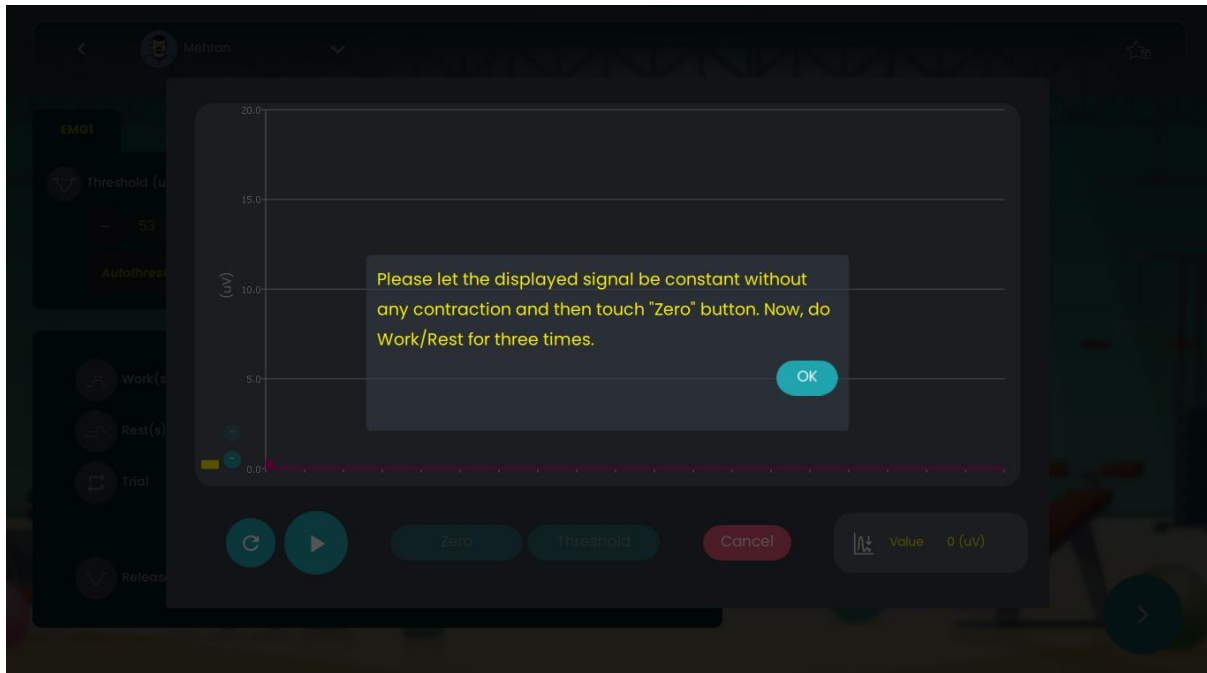 Mehran
EMG1
Threshold (u
- 53
Autothresh
Work(s
Rest(s)
Trial
Releas
20.0
15.0
10.0
5.0
0.0
(uV)
Please let the displayed signal be constant without
any contraction and then touch "Zero" button. Now, do
Work/Rest for three times.
OK
Zero
Threshold
Cancel
Value 0 (uV)